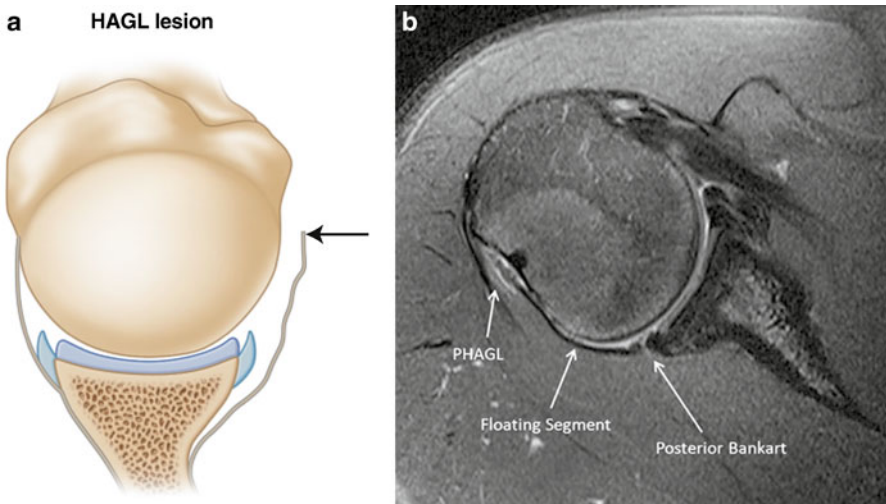 a
HAGL lesion
b
PHAGL
Floating Segment
Posterior Bankart